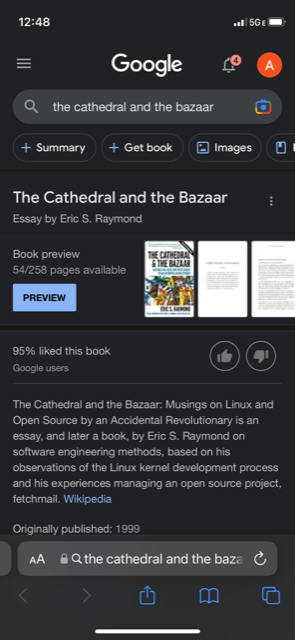 12:48
5GE
Google
4
A
the cathedral and the bazaar
+ Summary
+ Get book
Images
The Cathedral and the Bazaar
Essay by Eric S. Raymond
Book preview
54/258 pages available
PREVIEW
THE CATHEDRAL
& THE BAZAAR
ERIC S. RAYMOND
95% liked this book
Google users
The Cathedral and the Bazaar: Musings on Linux and
Open Source by an Accidental Revolutionary is an
essay, and later a book, by Eric S. Raymond on
software engineering methods, based on his
observations of the Linux kernel development process
and his experiences managing an open source project,
fetchmail. Wikipedia
Originally published: 1999
AA
the cathedral and the baza